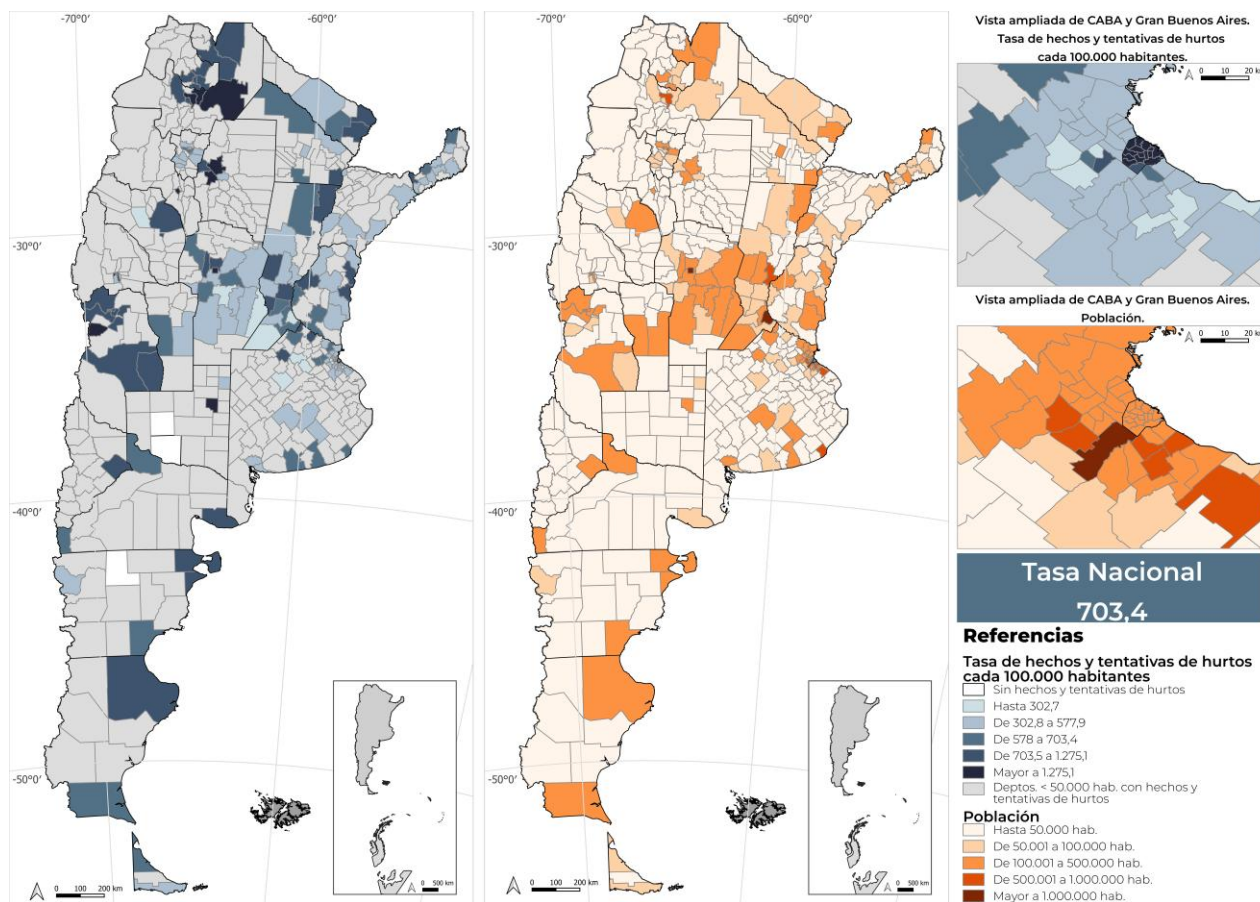 -70°0'
-60°0'
-30°0'
-40°0'
-50°0'
0 100 200 km
0 500 km
-70°0'
-60°0'
-30°0'
-40°0'
-50°0'
0 100 200 km
0 500 km
Vista ampliada de CABA y Gran Buenos Aires.
Tasa de hechos y tentativas de hurtos
cada 100.000 habitantes.
0 10 20 km
Vista ampliada de CABA y Gran Buenos Aires.
Población.
0 10 20 km
Tasa Nacional
703,4
Referencias
Tasa de hechos y tentativas de hurtos
cada 100.000 habitantes
Sin hechos y tentativas de hurtos
Hasta 302,7
De 302,8 a 577,9
De 578 a 703,4
De 703,5 a 1.275,1
Mayor a 1.275,1
Deptos. < 50.000 hab. con hechos y
tentativas de hurtos
Población
Hasta 50.000 hab.
De 50.001 a 100.000 hab.
De 100.001 a 500.000 hab.
De 500.001 a 1.000.000 hab.
Mayor a 1.000.000 hab.